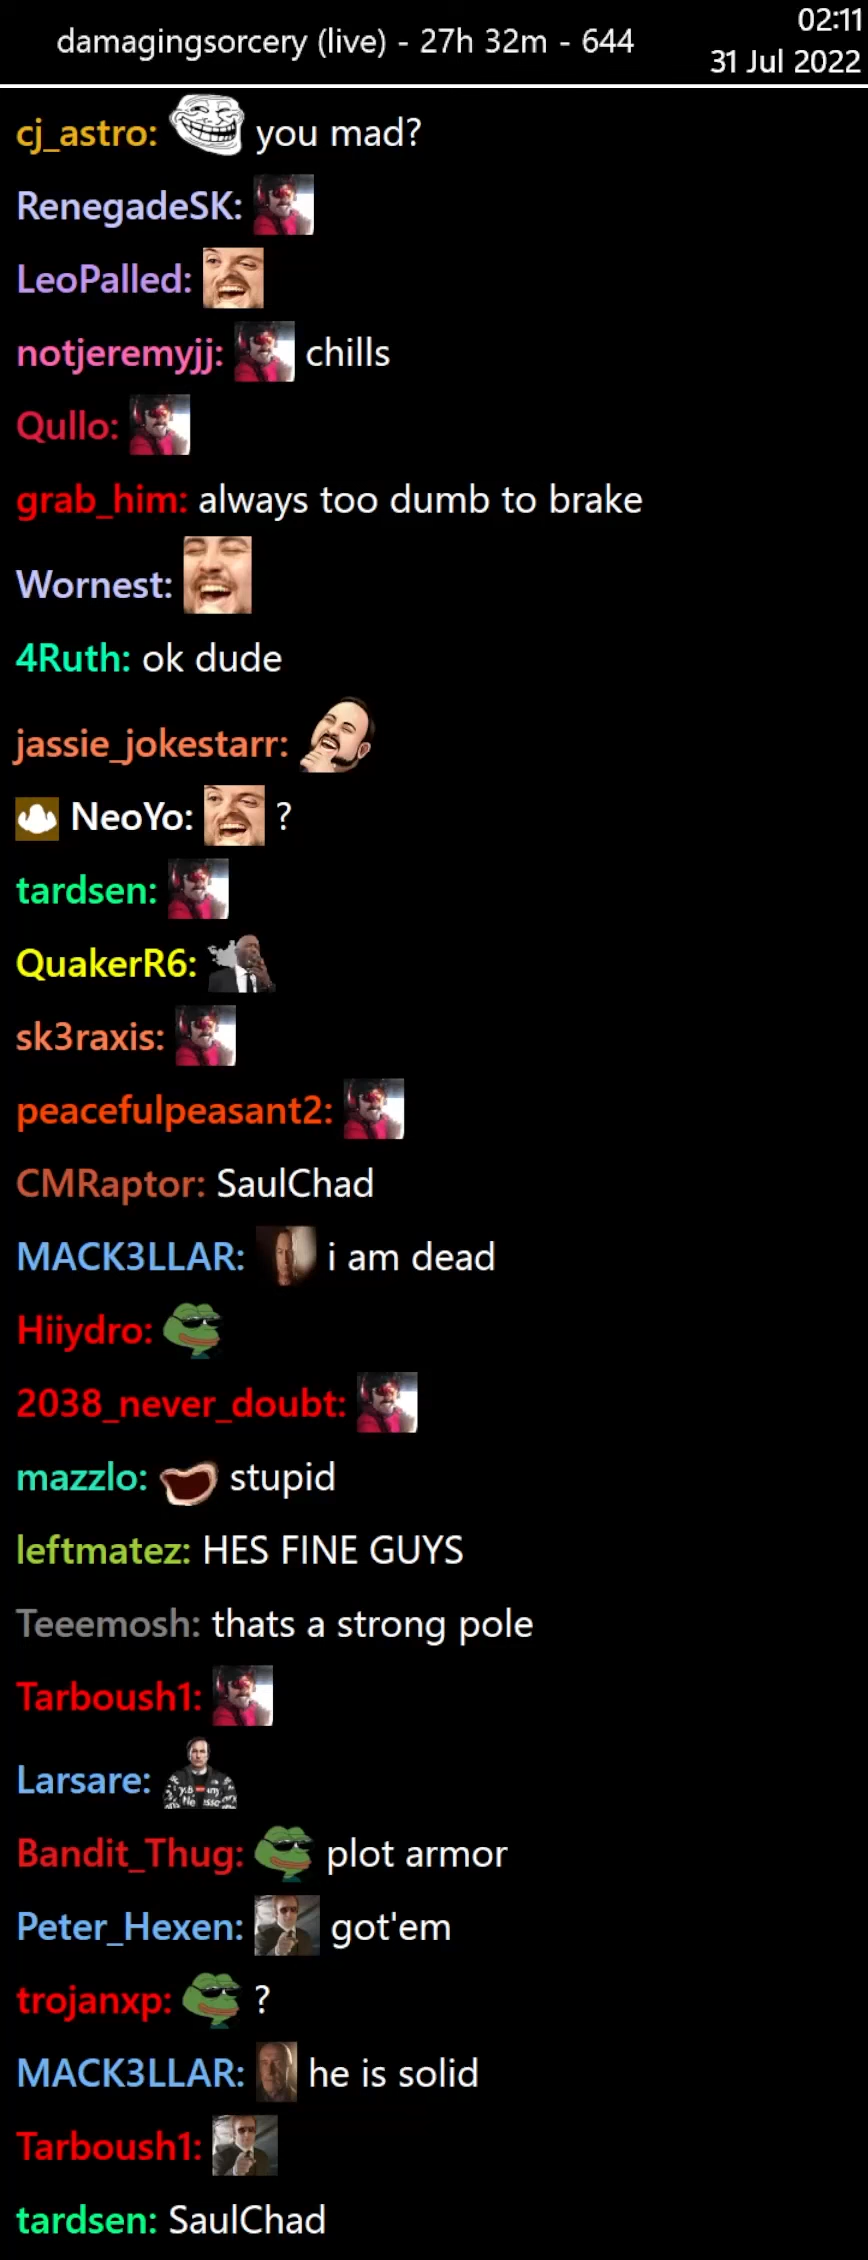 02:11
damagingsorcery (live) - 27h 32m - 644
31 Jul 2022
cj_astro: you mad?
RenegadeSK:
LeoPalled:
notjeremyjj: chills
Qullo:
grab_him: always too dumb to brake
Wornest:
4Ruth: ok dude
jassie_jokestarr:
NeoYo: ?
tardsen:
QuakerR6:
sk3raxis:
peacefulpeasant2:
CMRaptor: SaulChad
MACK3LLAR: i am dead
Hiiydro:
2038_never_doubt:
mazzlo: stupid
leftmatez: HES FINE GUYS
Teeemosh: thats a strong pole
Tarboush1:
Larsare:
Bandit_Thug: plot armor
Peter_Hexen: got'em
trojanxp: ?
MACK3LLAR: he is solid
Tarboush1:
tardsen: SaulChad